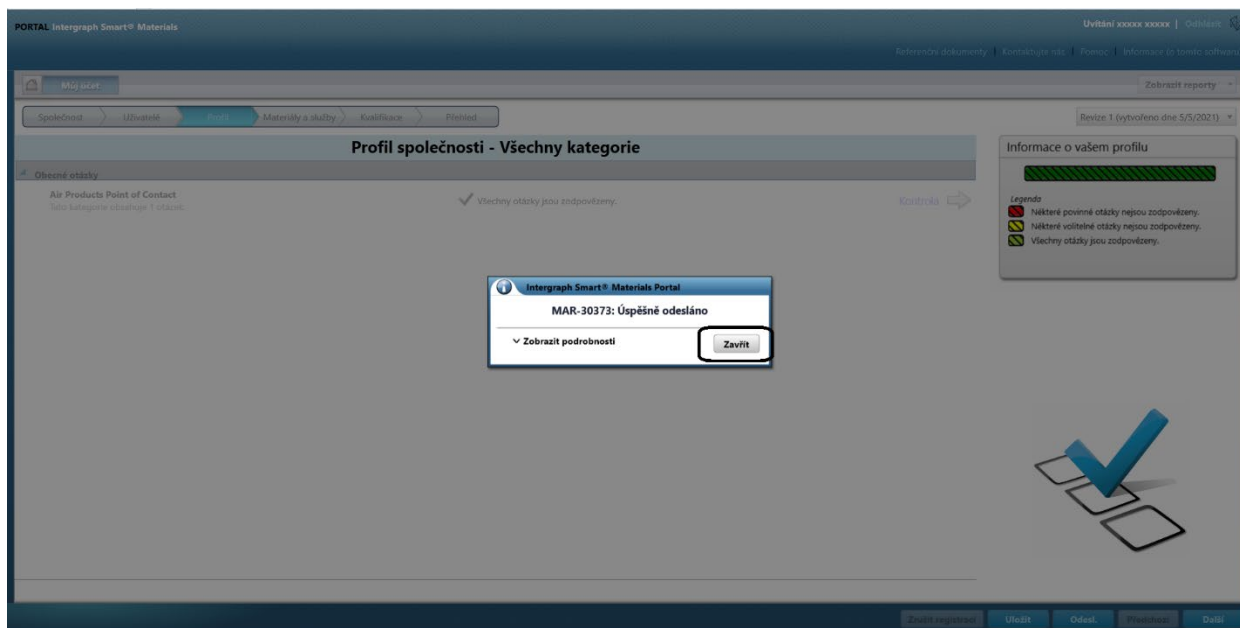 PORTAL Intergraph Smart® Materials
Uvítání xxxxx xxxxx | Odhlásit
Referenční dokumenty | Kontaktujte nás | Pomoc | Informace o tomto softwaru
Můj účet
Zobrazit reporty
Společnost
Uživatelé
Profil
Materiály a služby
Kvalifikace
Přehled
Revize 1 (vytvořeno dne 5/5/2021)
Profil společnosti - Všechny kategorie
Obecné otázky
Air Products Point of Contact
Tato kategorie obsahuje 1 otázek.
Všechny otázky jsou zodpovězeny.
Kontrola
Informace o vašem profilu
Legenda
Některé povinné otázky nejsou zodpovězeny.
Některé volitelné otázky nejsou zodpovězeny.
Všechny otázky jsou zodpovězeny.
Intergraph Smart® Materials Portal
MAR-30373: Úspěšně odesláno
Zobrazit podrobnosti
Zavřít
Zrušit registraci
Uložit
Odesl.
Předchozí
Další